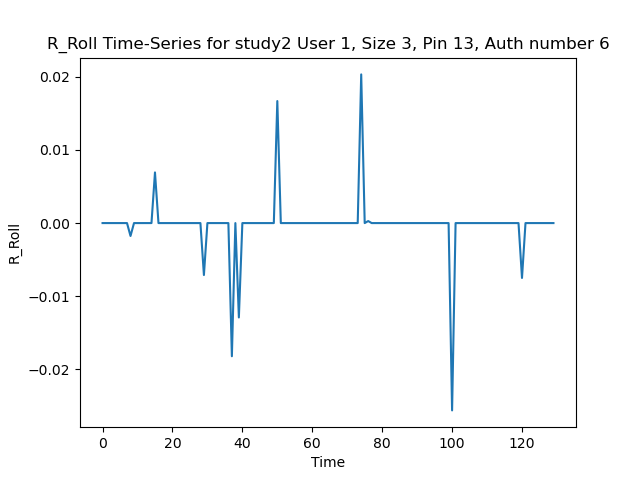 R_Roll Time-Series for study2 User 1, Size 3, Pin 13, Auth number 6
0.02
0.01
0.00
−0.01
−0.02
R_Roll
0 20 40 60 80 100 120
Time